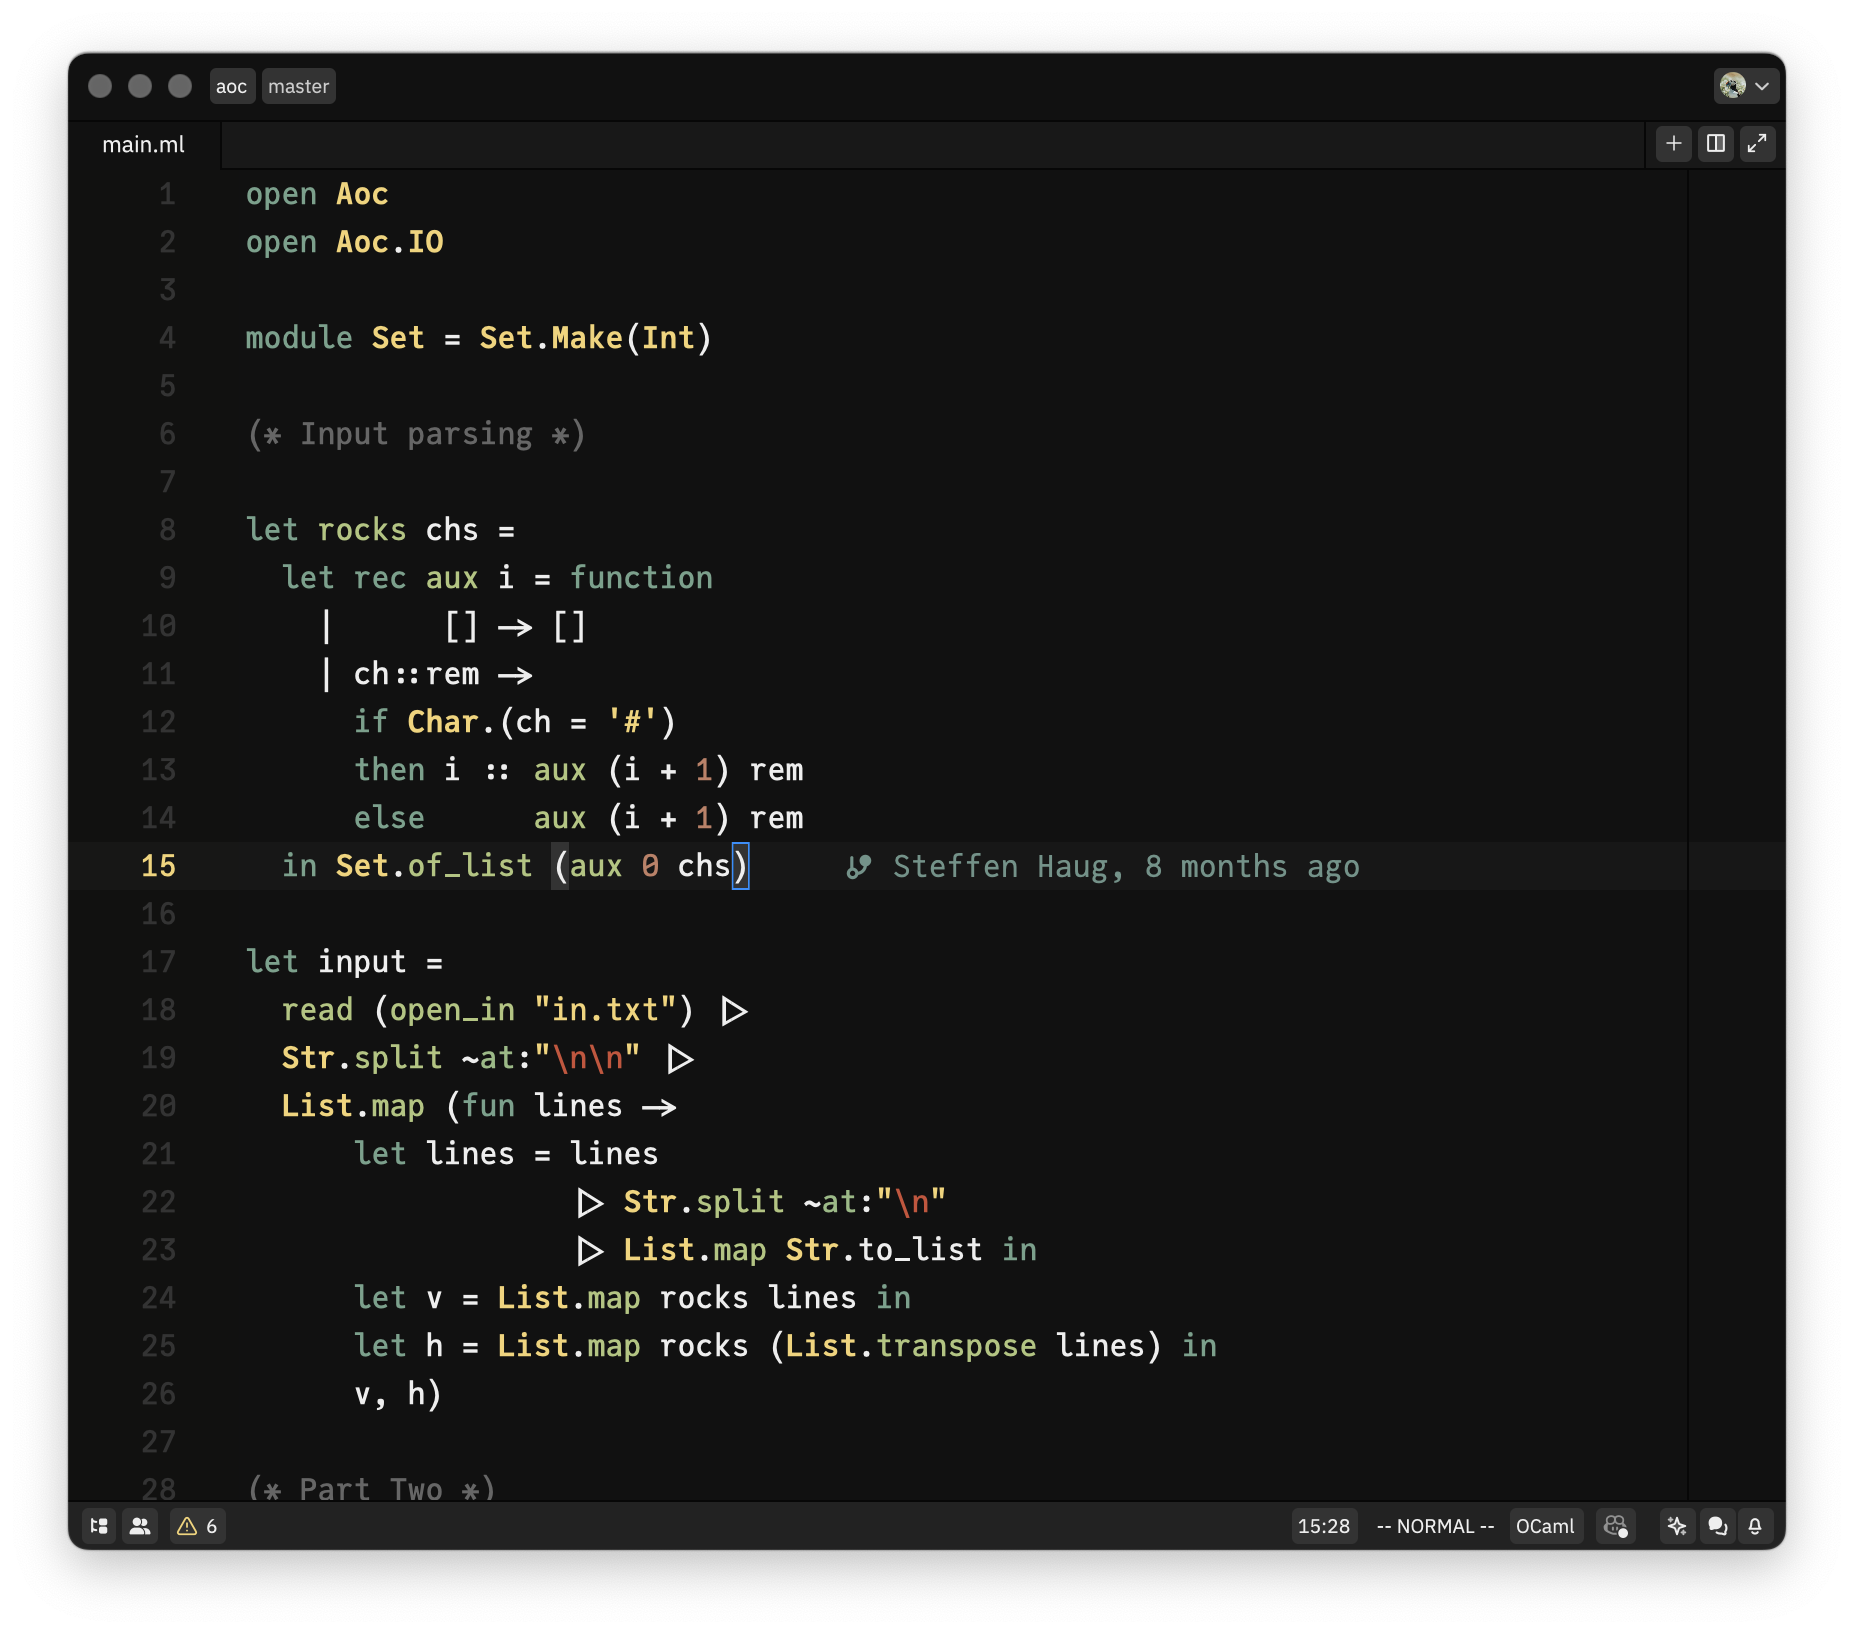 aoc master
main.ml
1 open Aoc
2 open Aoc.IO
3
4 module Set = Set.Make(Int)
5
6 (* Input parsing *)
7
8 let rocks chs =
9   let rec aux i = function
10     |      [] -> []
11     | ch::rem ->
12       if Char.(ch = '#')
13       then i :: aux (i + 1) rem
14       else      aux (i + 1) rem
15   in Set.of_list (aux 0 chs) Steffen Haug, 8 months ago
16
17 let input =
18   read (open_in "in.txt") |>
19   Str.split ~at:"\n\n" |>
20   List.map (fun lines ->
21       let lines = lines
22                   |> Str.split ~at:"\n"
23                   |> List.map Str.to_list in
24       let v = List.map rocks lines in
25       let h = List.map rocks (List.transpose lines) in
26       v, h)
27
28 (* Part Two *)
6 15:28 -- NORMAL -- OCaml